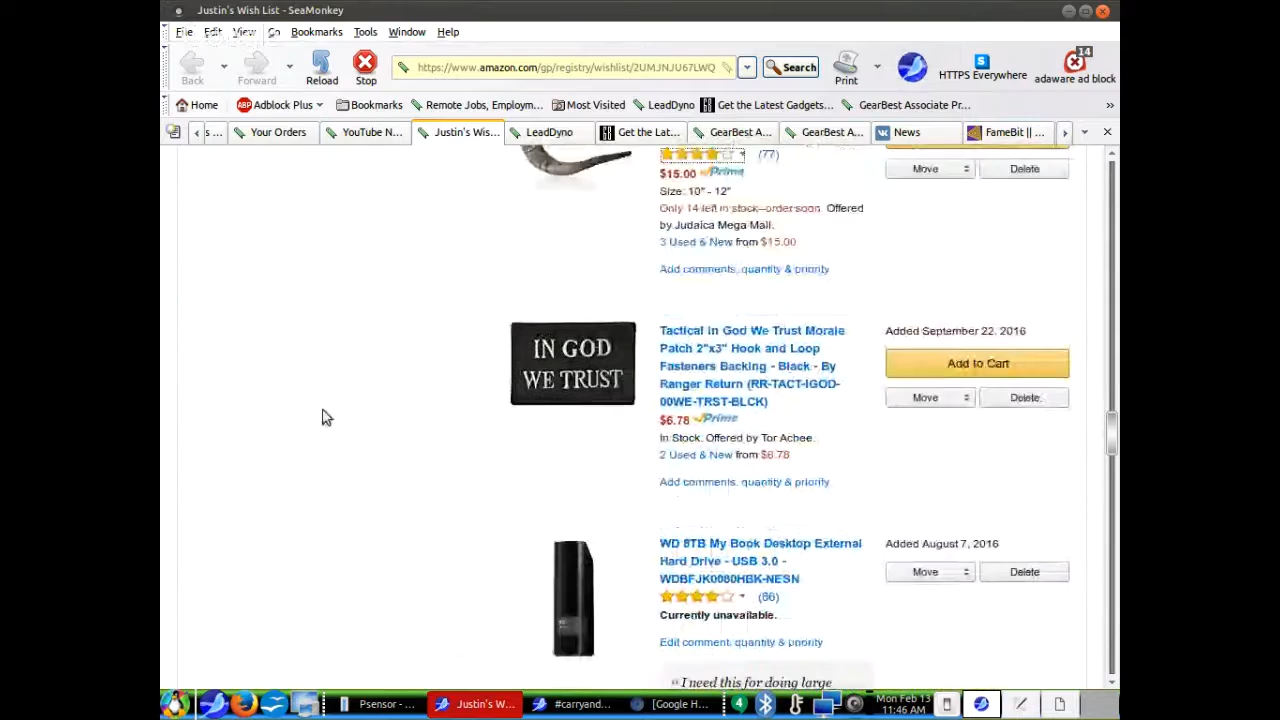 Justin's Wish List - SeaMonkey
File Edit View Go Bookmarks Tools Window Help
Back Forward Reload Stop https://www.amazon.com/gp/registry/wishlist/2UMJNJU67LWQ Search Print HTTPS Everywhere 14 adaware ad block
Home ABP Adblock Plus Bookmarks Remote Jobs, Employm... Most Visited LeadDyno Get the Latest Gadgets... GearBest Associate Pr... »
s ... Your Orders YouTube N... Justin's Wis... LeadDyno Get the Lat... GearBest A... GearBest A... News FameBit || ...
(77)
$15.00 Prime
Move Delete
Size: 10" - 12"
Only 14 left in stock--order soon. Offered
by Judaica Mega Mall.
3 Used & New from $15.00
Add comments, quantity & priority
IN GOD
WE TRUST
Tactical In God We Trust Morale
Patch 2"x3" Hook and Loop
Fasteners Backing - Black - By
Ranger Return (RR-TACT-IGOD-
00WE-TRST-BLCK)
$6.78 Prime
In Stock. Offered by Tor Achee.
2 Used & New from $6.78
Add comments, quantity & priority
Added September 22, 2016
Add to Cart
Move Delete
WD 8TB My Book Desktop External
Hard Drive - USB 3.0 -
WDBFJK0080HBK-NESN
(86)
Currently unavailable.
Edit comment, quantity & priority
“ I need this for doing large
Added August 7, 2016
Move Delete
Psensor - ... Justin's W... #carryand... [Google H... 4 Mon Feb 13
11:46 AM